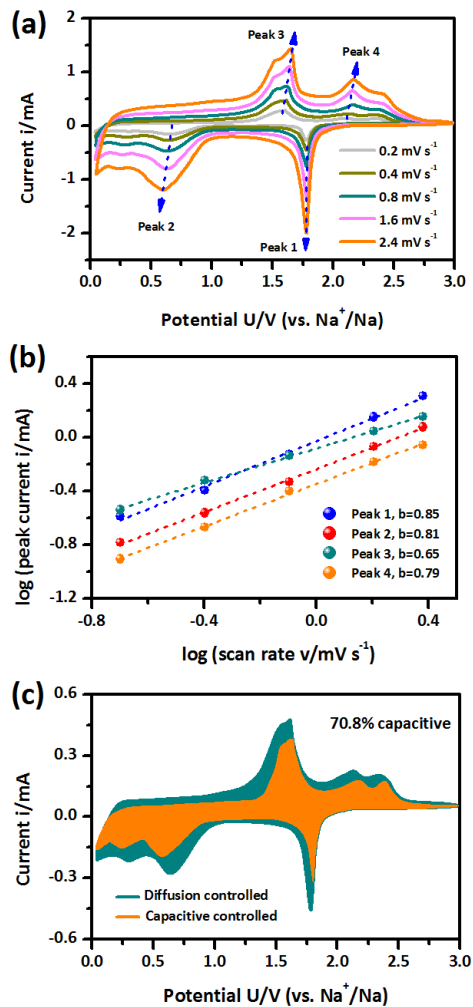 (a)
Peak 3
Peak 4
Peak 2
Peak 1
0.2 mV s⁻¹
0.4 mV s⁻¹
0.8 mV s⁻¹
1.6 mV s⁻¹
2.4 mV s⁻¹
Current i/mA
2
1
0
-1
-2
0.0 0.5 1.0 1.5 2.0 2.5 3.0
Potential U/V (vs. Na⁺/Na)
(b)
log (peak current i/mA)
0.4
0.0
-0.4
-0.8
-1.2
Peak 1, b=0.85
Peak 2, b=0.81
Peak 3, b=0.65
Peak 4, b=0.79
-0.8 -0.4 0.0 0.4
log (scan rate v/mV s⁻¹)
(c)
70.8% capacitive
Current i/mA
0.6
0.3
0.0
-0.3
-0.6
Diffusion controlled
Capacitive controlled
0.0 0.5 1.0 1.5 2.0 2.5 3.0
Potential U/V (vs. Na⁺/Na)